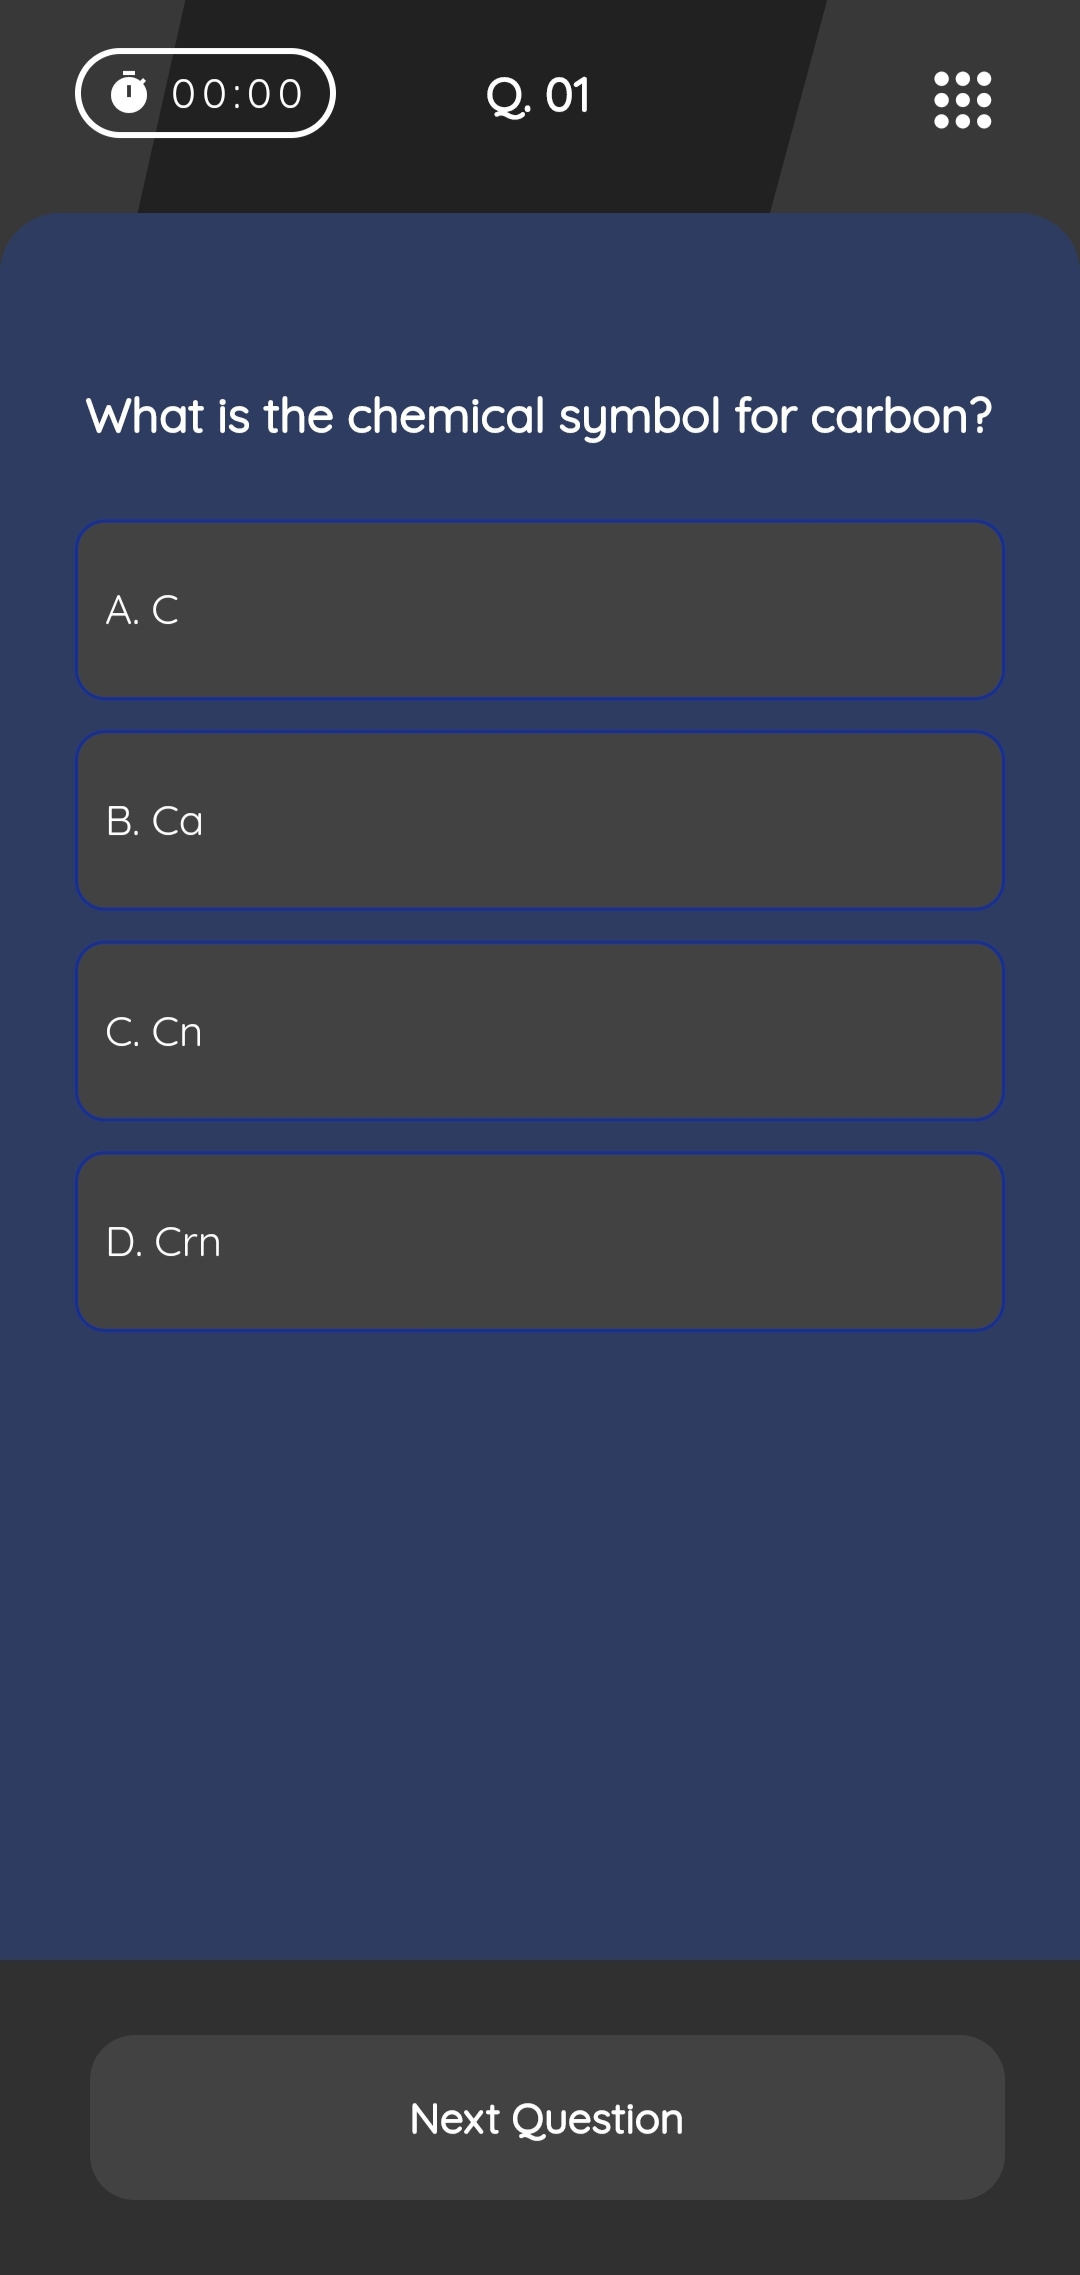 00:00
Q. 01
What is the chemical symbol for carbon?
A. C
B. Ca
C. Cn
D. Crn
Next Question